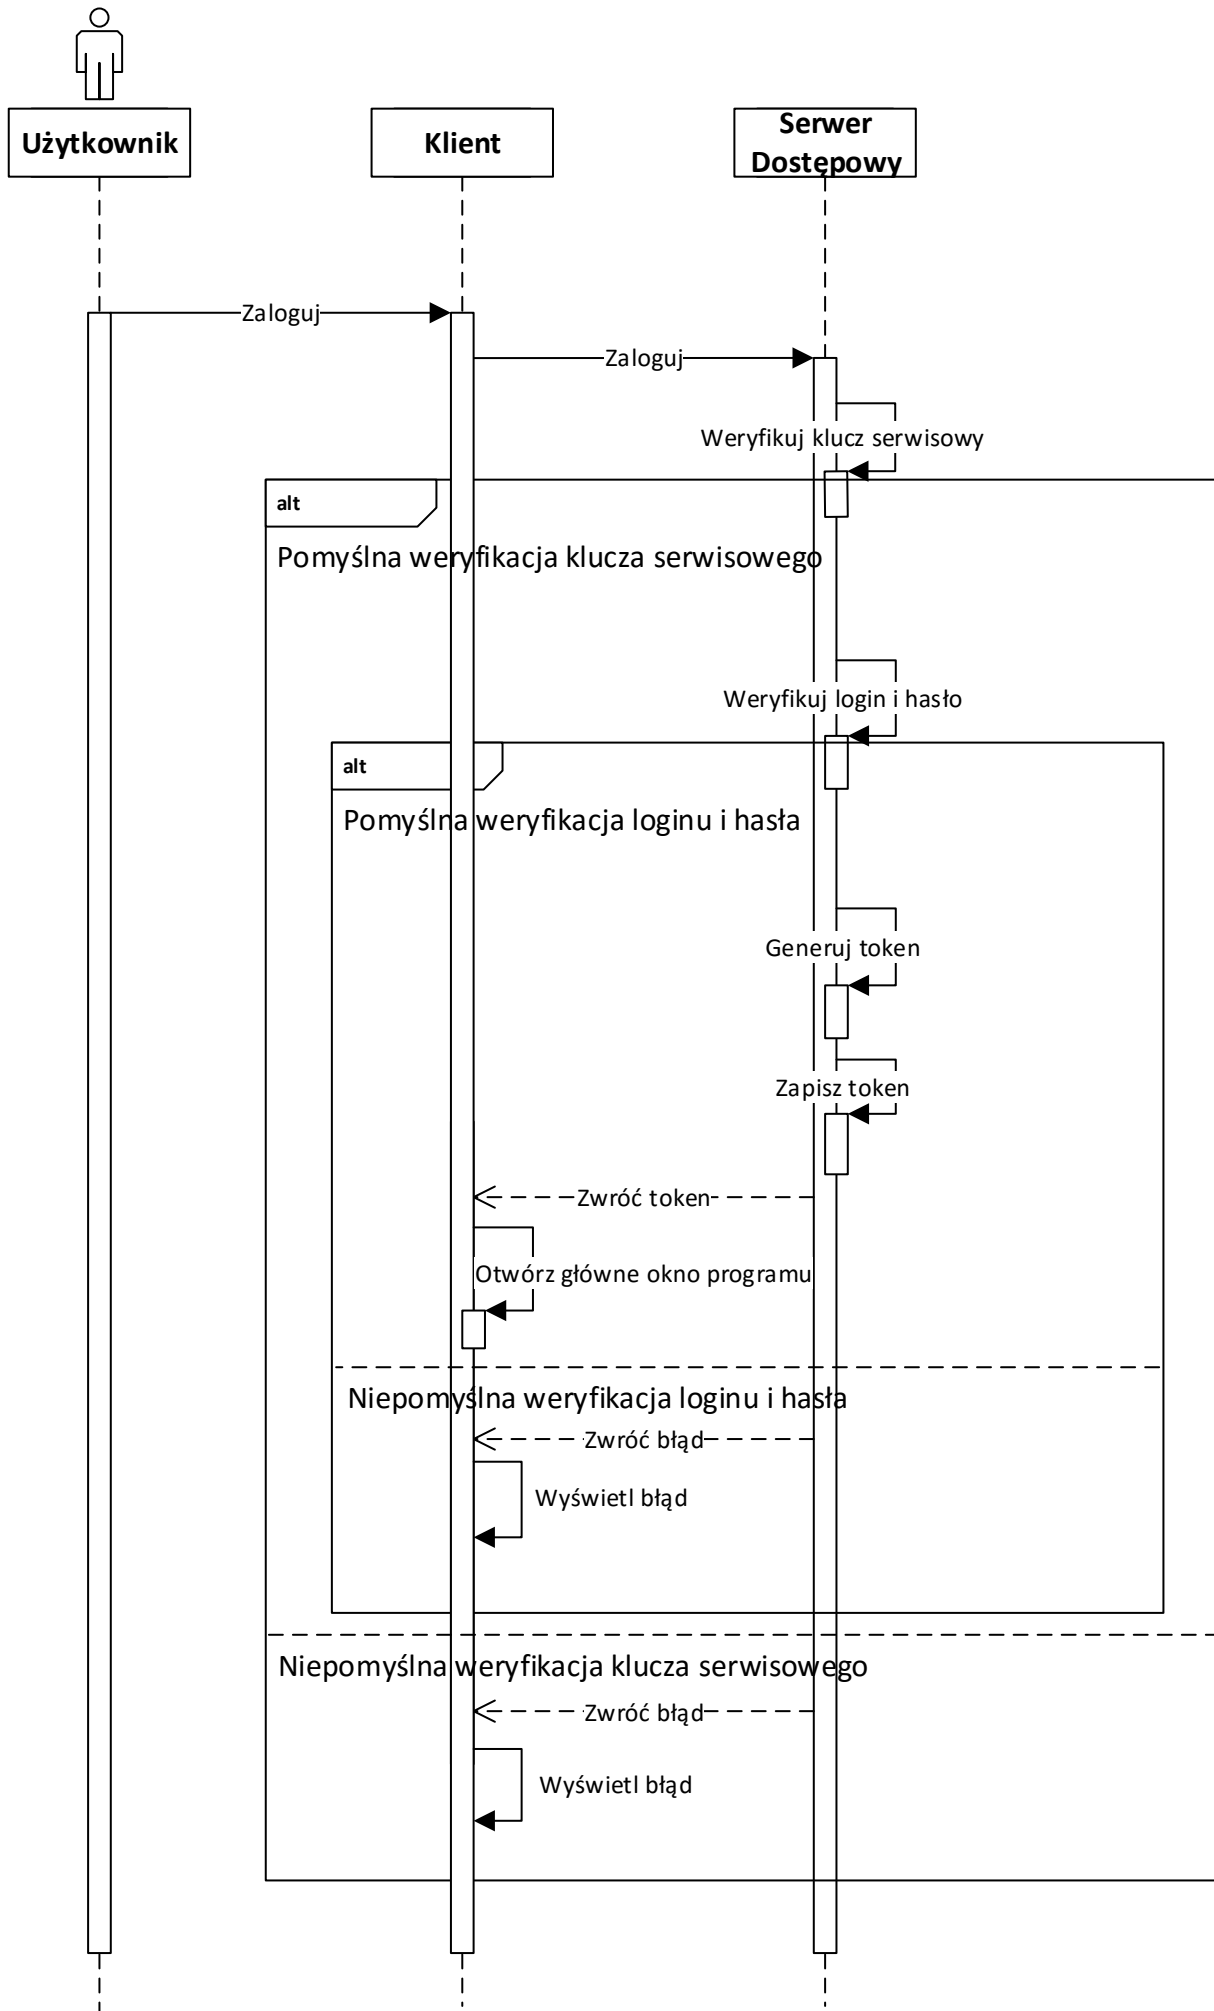 Użytkownik
Klient
Serwer
Dostępowy
Zaloguj
Zaloguj
Weryfikuj klucz serwisowy
alt
Pomyślna weryfikacja klucza serwisowego
Weryfikuj login i hasło
alt
Pomyślna weryfikacja loginu i hasła
Generuj token
Zapisz token
Zwróć token
Otwórz główne okno programu
Niepomyślna weryfikacja loginu i hasła
Zwróć błąd
Wyświetl błąd
Niepomyślna weryfikacja klucza serwisowego
Zwróć błąd
Wyświetl błąd